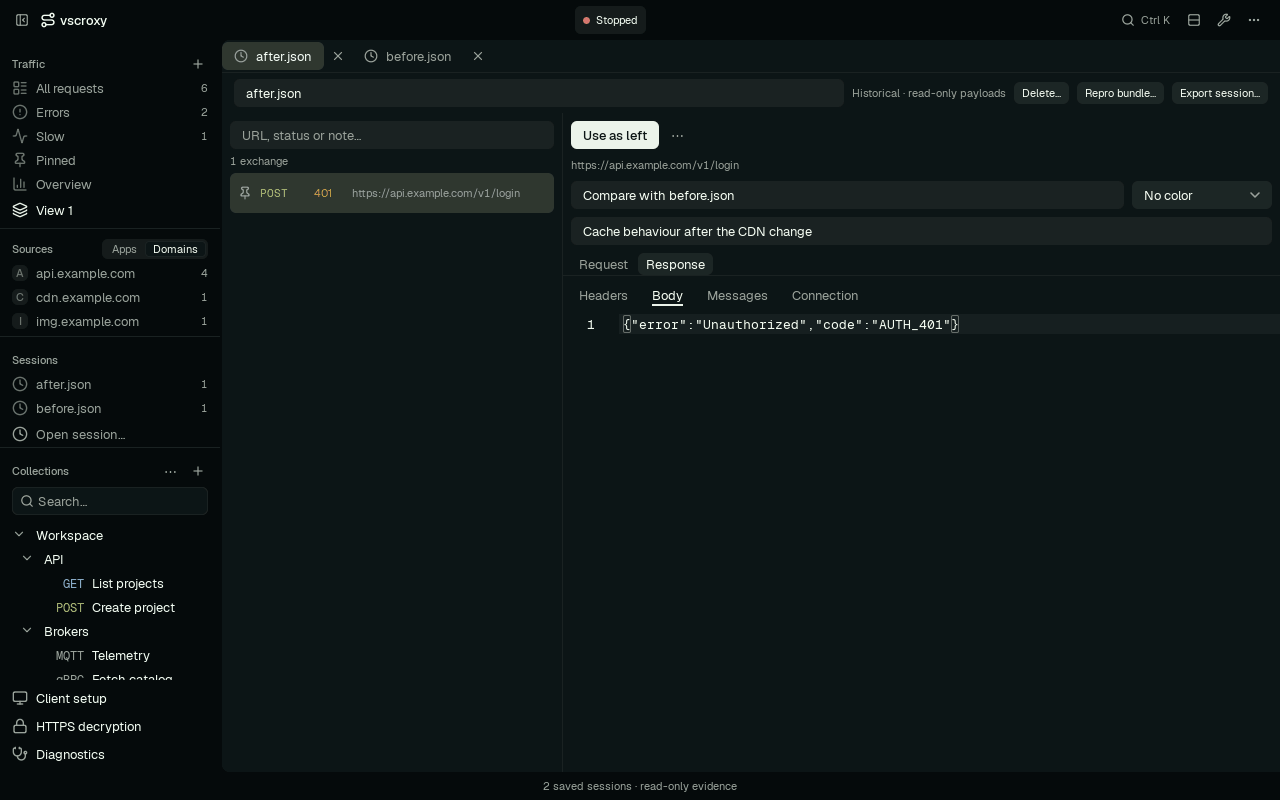 vscroxy
Stopped
Ctrl K
Traffic
All requests 6
Errors 2
Slow 1
Pinned
Overview
View 1
Sources Apps Domains
A api.example.com 4
C cdn.example.com 1
I img.example.com 1
Sessions
after.json 1
before.json 1
Open session…
Collections
Search…
Workspace
API
GET List projects
POST Create project
Brokers
MQTT Telemetry
gRPC Fetch catalog
Client setup
HTTPS decryption
Diagnostics
after.json before.json
after.json Historical · read-only payloads Delete… Repro bundle… Export session…
URL, status or note…
1 exchange
POST 401 https://api.example.com/v1/login
Use as left
https://api.example.com/v1/login
Compare with before.json No color
Cache behaviour after the CDN change
Request Response
Headers Body Messages Connection
1 {"error":"Unauthorized","code":"AUTH_401"}
2 saved sessions · read-only evidence